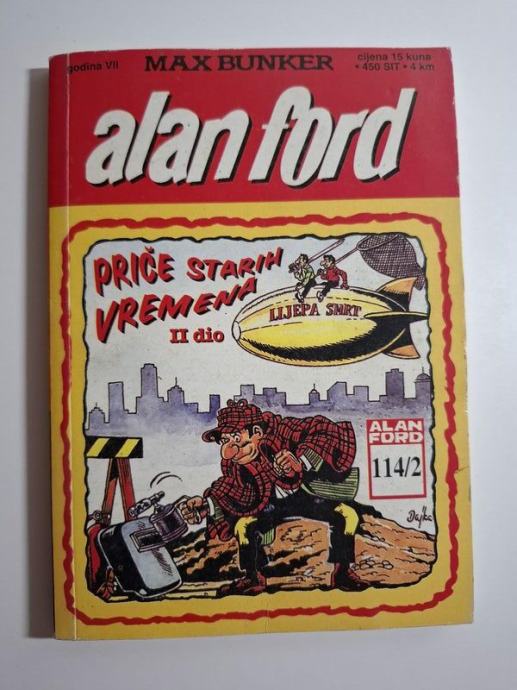 godina VII
MAX BUNKER
cijena 15 kuna
• 450 SIT • 4 km
alan ford
PRIČE STARIH
VREMENA
II dio
LIJEPA SMRT
ALAN
FORD
114/2